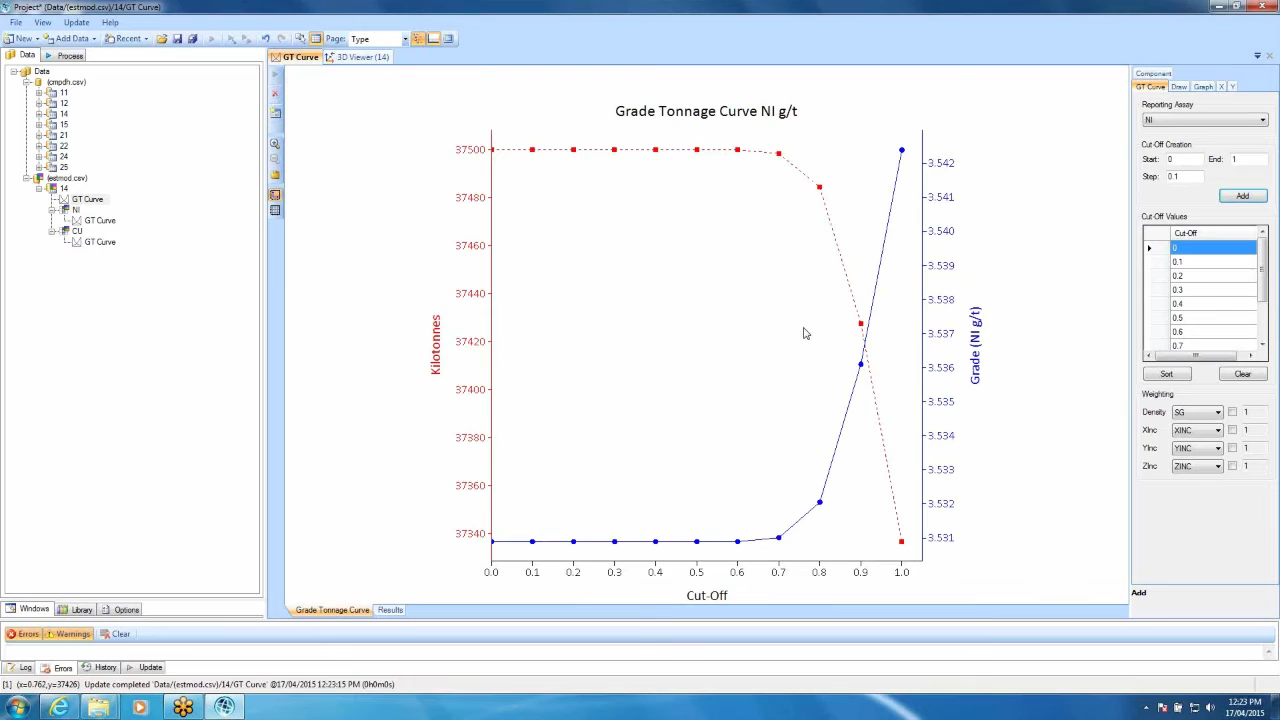 Project* (Data/(estmod.csv)/14/GT Curve)
File View Update Help
New Add Data Recent Page: Type
Data Process
GT Curve 3D Viewer (14)
Data
(cmpdh.csv)
11
12
14
15
21
22
24
25
(estmod.csv)
14
GT Curve
NI
GT Curve
CU
GT Curve
Windows Library Options
Grade Tonnage Curve NI g/t
37500
37480
37460
37440
37420
37400
37380
37360
37340
Kilotonnes
3.542
3.541
3.540
3.539
3.538
3.537
3.536
3.535
3.534
3.533
3.532
3.531
Grade (NI g/t)
0.0 0.1 0.2 0.3 0.4 0.5 0.6 0.7 0.8 0.9 1.0
Cut-Off
Grade Tonnage Curve Results
Component
GT Curve Draw Graph X Y
Reporting Assay
NI
Cut-Off Creation
Start: 0 End: 1
Step: 0.1
Add
Cut-Off Values
Cut-Off
0
0.1
0.2
0.3
0.4
0.5
0.6
0.7
Sort Clear
Weighting
Density SG 1
XInc XINC 1
YInc YINC 1
ZInc ZINC 1
Add
Errors Warnings Clear
Log Errors History Update
[1] (x=0.762,y=37426) Update completed 'Data/(estmod.csv)/14/GT Curve' @17/04/2015 12:23:15 PM (0h0m0s)
12:23 PM
17/04/2015